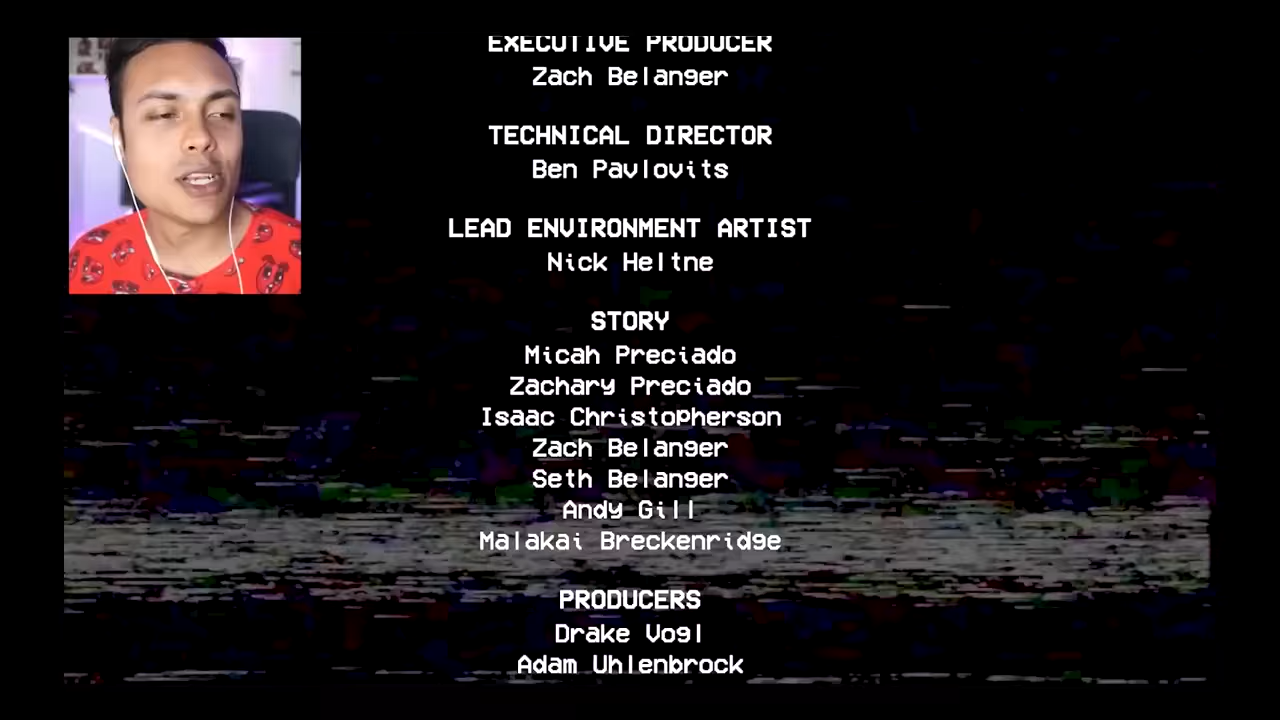 EXECUTIVE PRODUCER
Zach Belanger
TECHNICAL DIRECTOR
Ben Pavlovits
LEAD ENVIRONMENT ARTIST
Nick Heltne
STORY
Micah Preciado
Zachary Preciado
Isaac Christopherson
Zach Belanger
Seth Belanger
Andy Gill
Malakai Breckenridge
PRODUCERS
Drake Vogl
Adam Uhlenbrock